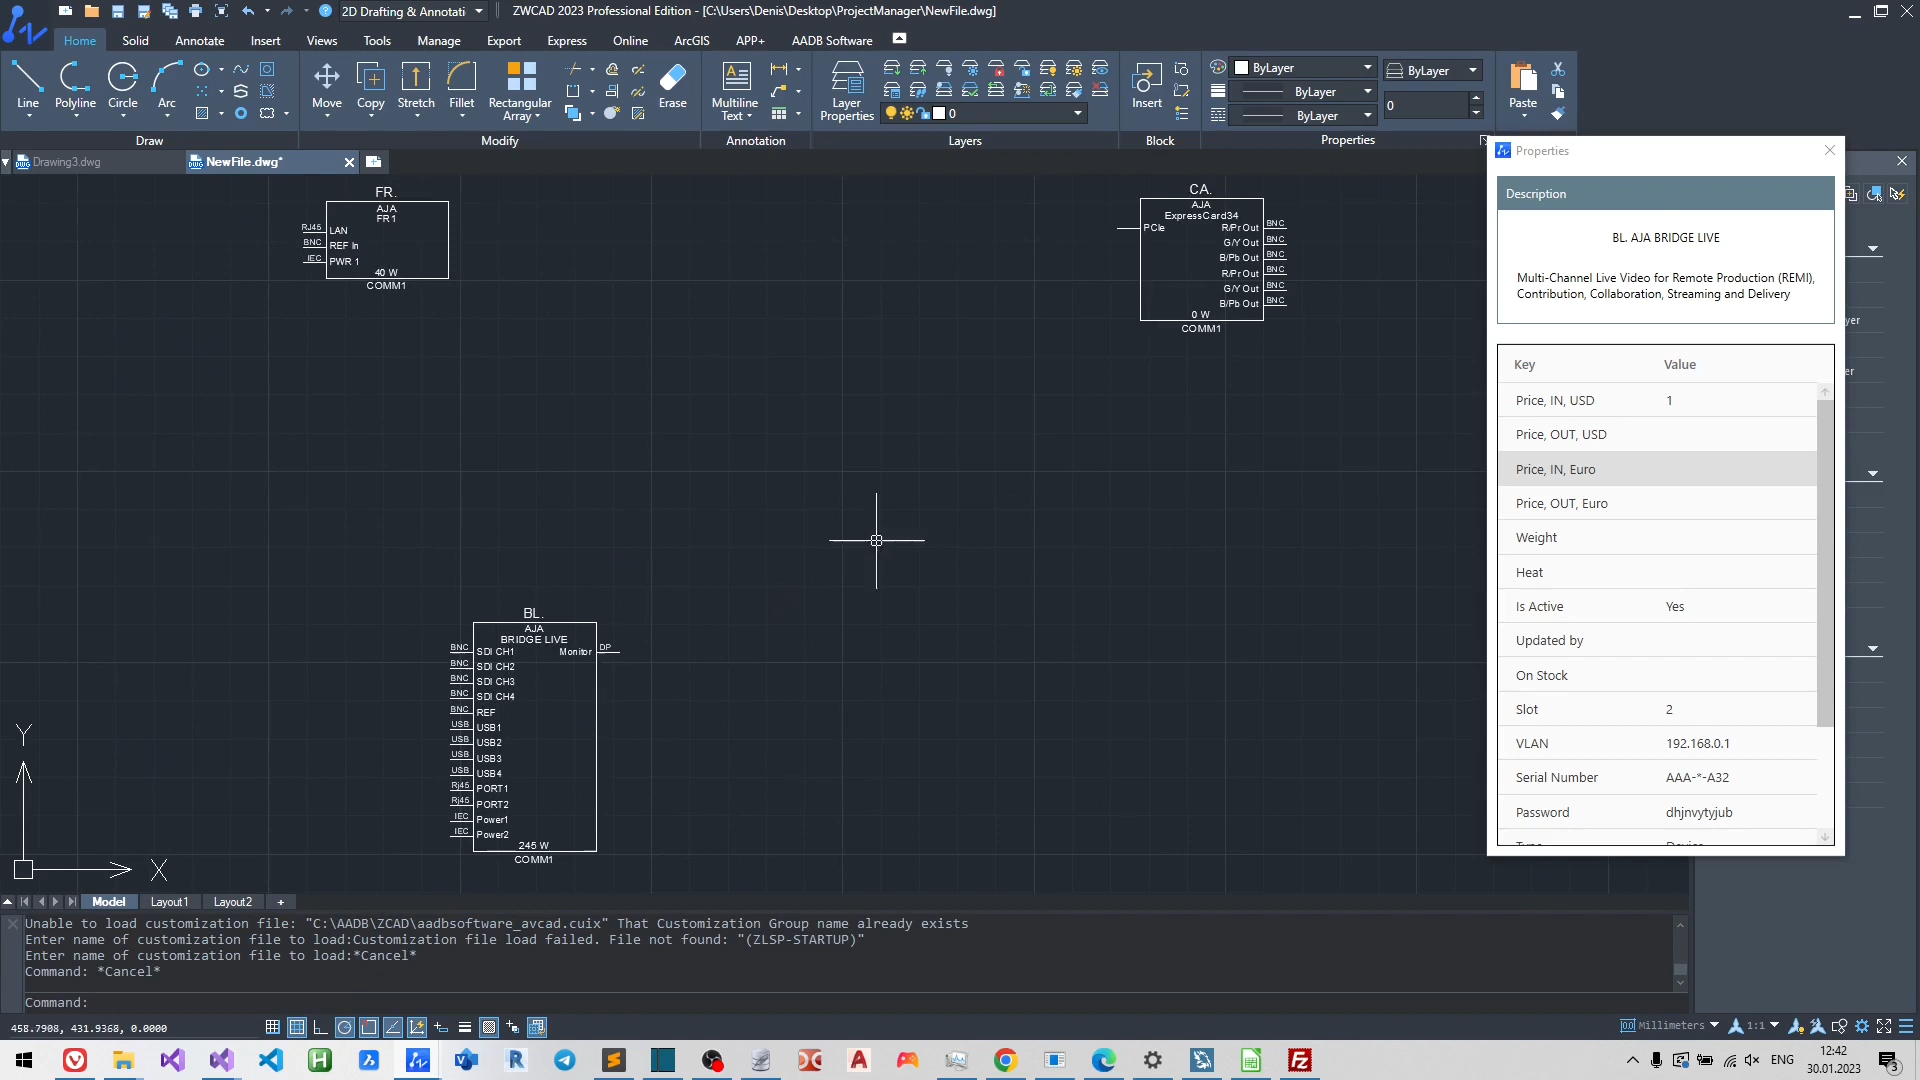 2D Drafting & Annotati
ZWCAD 2023 Professional Edition - [C:\Users\Denis\Desktop\ProjectManager\NewFile.dwg]
Home Solid Annotate Insert Views Tools Manage Export Express Online ArcGIS APP+ AADB Software
Line Polyline Circle Arc
Move Copy Stretch Fillet Rectangular Array Erase
Multiline Text
Layer Properties
0
Insert
ByLayer
ByLayer
ByLayer
ByLayer
0
Paste
Draw Modify Annotation Layers Block Properties
Drawing3.dwg NewFile.dwg*
FR.
AJA
FR1
RJ45 LAN
BNC REF In
IEC PWR 1
40 W
COMM1
CA.
AJA
ExpressCard34
PCIe R/Pr Out BNC
G/Y Out BNC
B/Pb Out BNC
R/Pr Out BNC
G/Y Out BNC
B/Pb Out BNC
0 W
COMM1
BL.
AJA
BRIDGE LIVE
BNC SDI CH1 Monitor DP
BNC SDI CH2
BNC SDI CH3
BNC SDI CH4
BNC REF
USB USB1
USB USB2
USB USB3
USB USB4
Rj45 PORT1
Rj45 PORT2
IEC Power1
IEC Power2
245 W
COMM1
Y
X
Properties
Description
BL. AJA BRIDGE LIVE
Multi-Channel Live Video for Remote Production (REMI),
Contribution, Collaboration, Streaming and Delivery
Key Value
Price, IN, USD 1
Price, OUT, USD
Price, IN, Euro
Price, OUT, Euro
Weight
Heat
Is Active Yes
Updated by
On Stock
Slot 2
VLAN 192.168.0.1
Serial Number AAA-*-A32
Password dhjnvytyjub
yer
er
Model Layout1 Layout2 +
Unable to load customization file: "C:\AADB\ZCAD\aadbsoftware_avcad.cuix" That Customization Group name already exists
Enter name of customization file to load:Customization file load failed. File not found: "(ZLSP-STARTUP)"
Enter name of customization file to load:*Cancel*
Command: *Cancel*
Command:
458.7908, 431.9368, 0.0000
Millimeters 1:1
ENG
12:42
30.01.2023
3